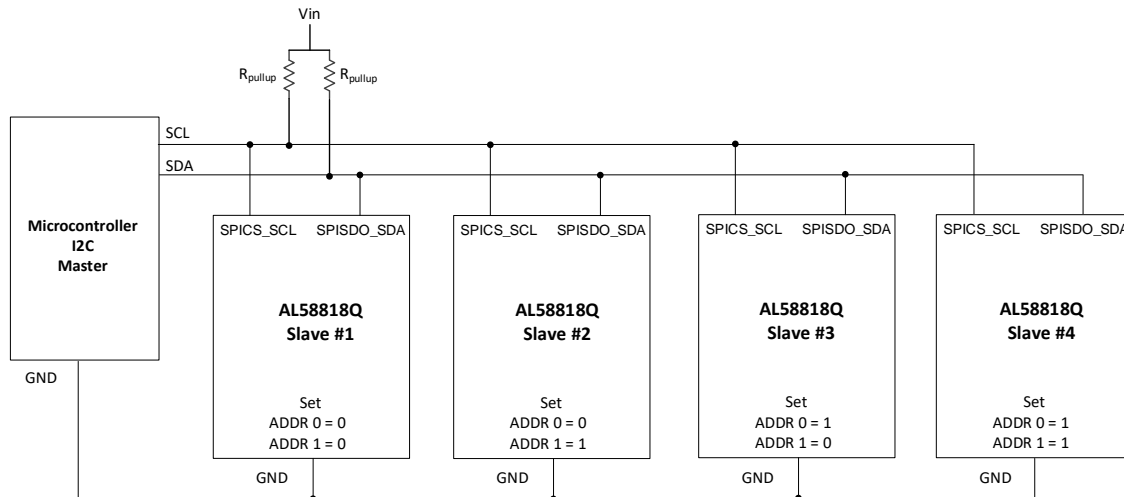 Vin
Rpullup
Rpullup
SCL
SDA
Microcontroller
I2C
Master
GND
SPICS_SCL SPISDO_SDA
AL58818Q
Slave #1
Set
ADDR 0 = 0
ADDR 1 = 0
GND
SPICS_SCL SPISDO_SDA
AL58818Q
Slave #2
Set
ADDR 0 = 0
ADDR 1 = 1
GND
SPICS_SCL SPISDO_SDA
AL58818Q
Slave #3
Set
ADDR 0 = 1
ADDR 1 = 0
GND
SPICS_SCL SPISDO_SDA
AL58818Q
Slave #4
Set
ADDR 0 = 1
ADDR 1 = 1
GND